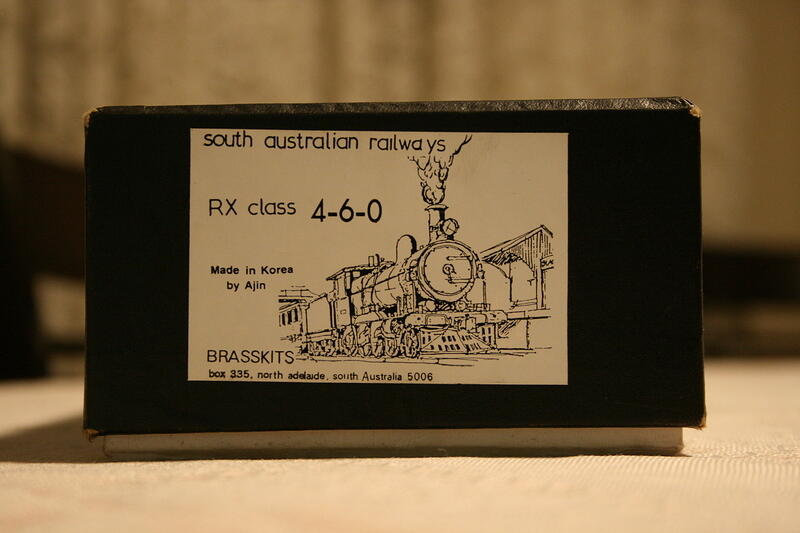 south australian railways
RX class 4-6-0
Made in Korea
by Ajin
BRASSKITS
box 335, north adelaide, south Australia 5006